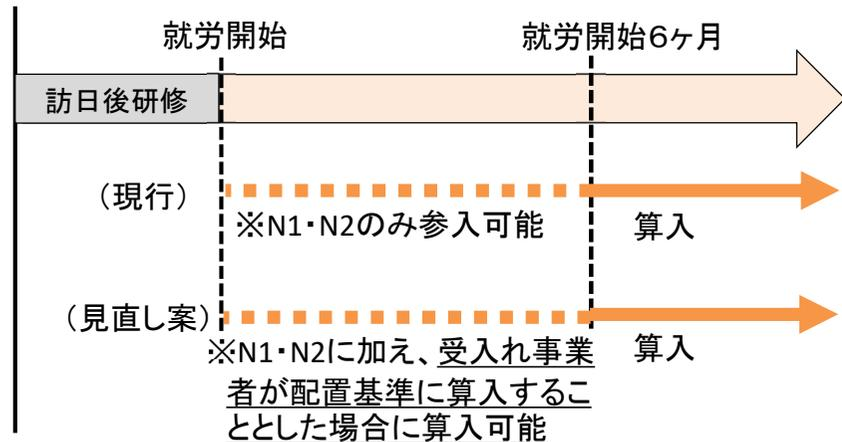 就労開始
就労開始6ヶ月
訪日後研修
（現行）
※N1・N2のみ参入可能
算入
（見直し案）
※N1・N2に加え、受入れ事業
者が配置基準に算入するこ
ととした場合に算入可能
算入